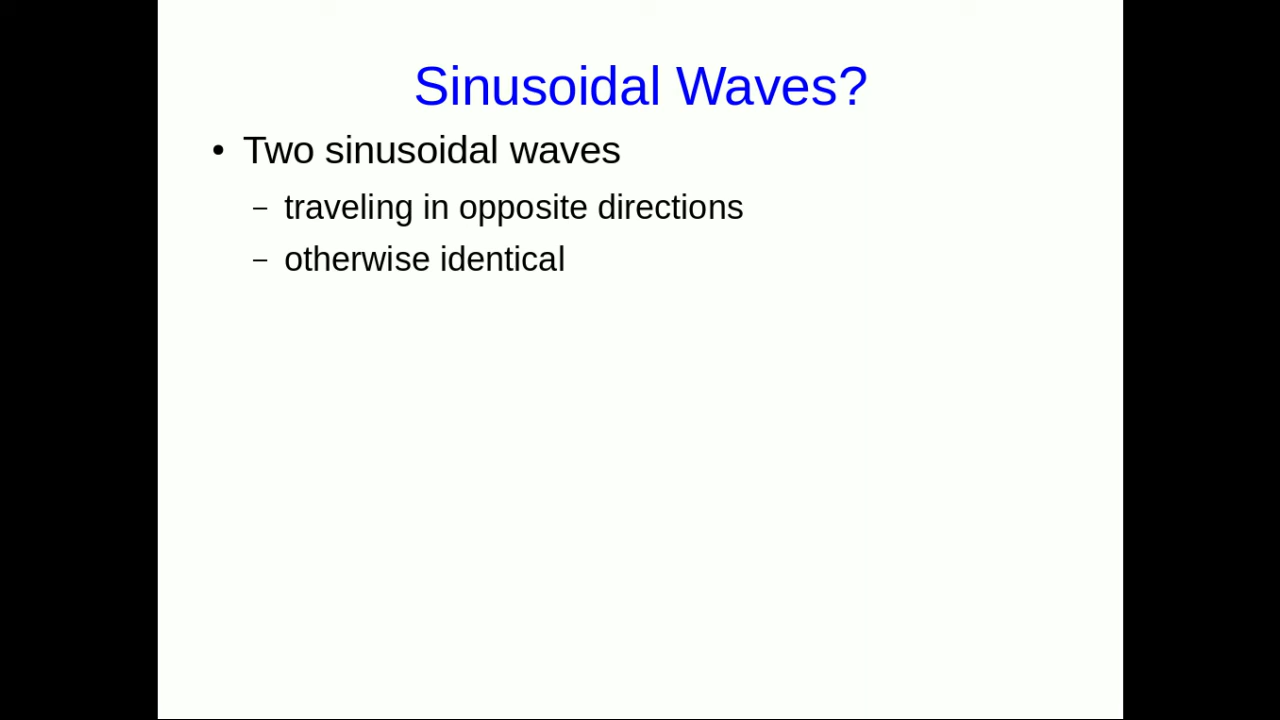 Sinusoidal Waves?
• Two sinusoidal waves
– traveling in opposite directions
– otherwise identical